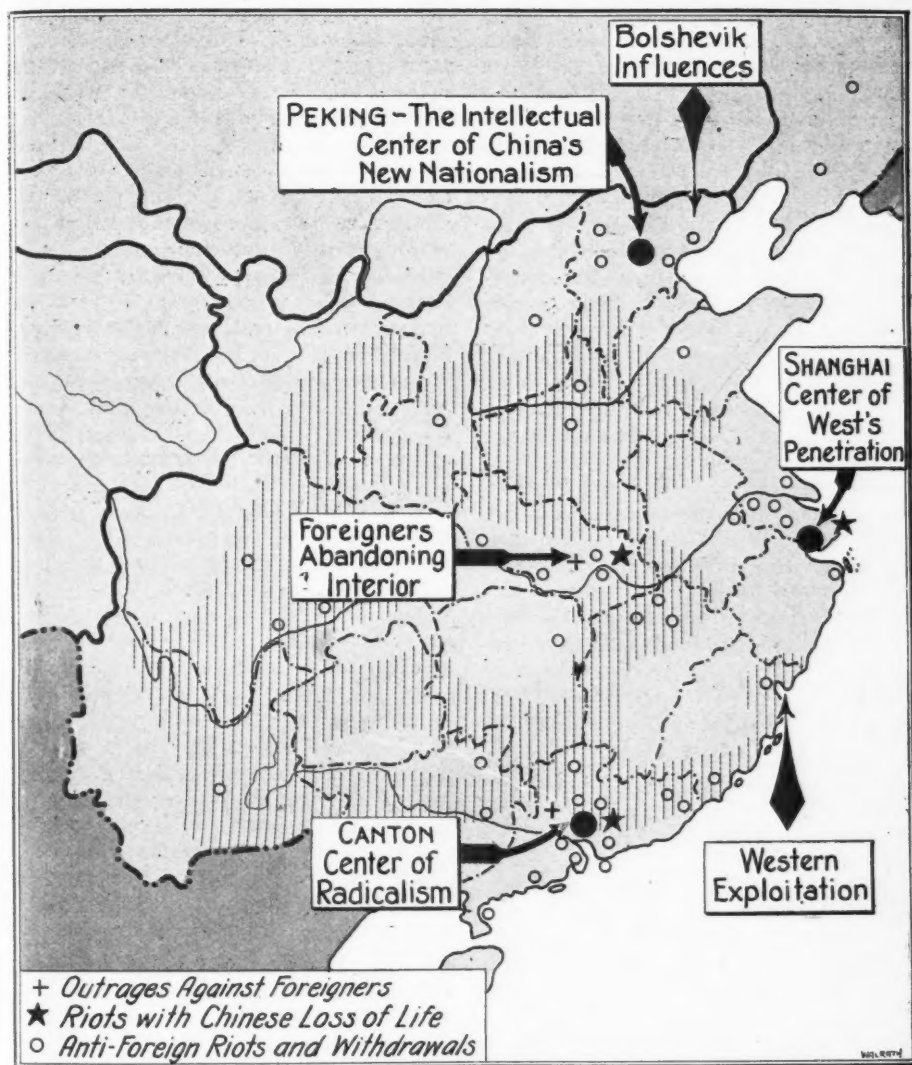 Bolshevik
Influences
PEKING – The Intellectual
Center of China's
New Nationalism
SHANGHAI
Center of
West's
Penetration
Foreigners
Abandoning
Interior
CANTON
Center of
Radicalism
Western
Exploitation
+ Outrages Against Foreigners
★ Riots with Chinese Loss of Life
○ Anti-Foreign Riots and Withdrawals